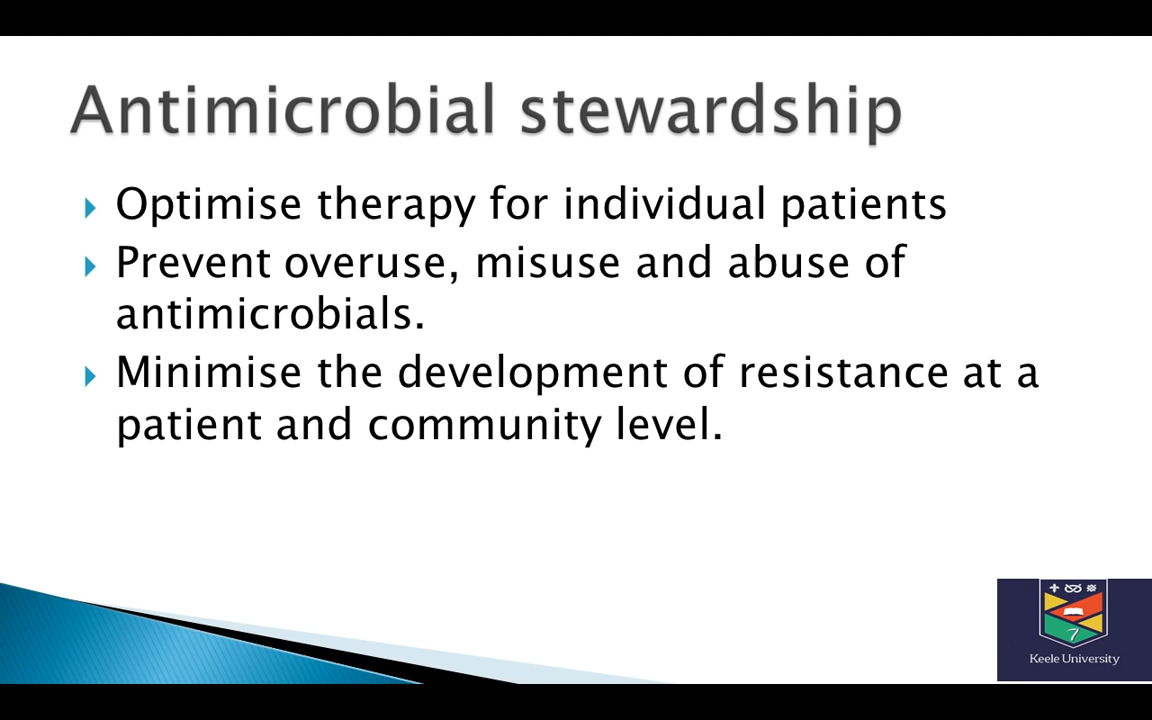 Antimicrobial stewardship
Optimise therapy for individual patients
Prevent overuse, misuse and abuse of
antimicrobials.
Minimise the development of resistance at a
patient and community level.
Keele University